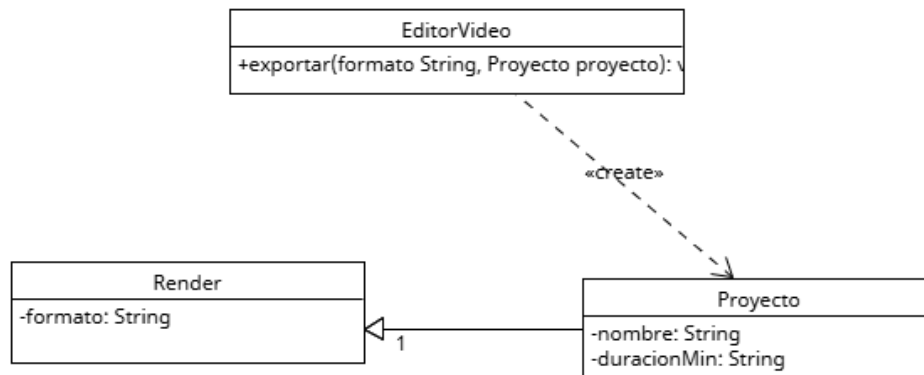 EditorVideo
+exportar(formato String, Proyecto proyecto):
«create»
Render
-formato: String
1
Proyecto
-nombre: String
-duracionMin: String